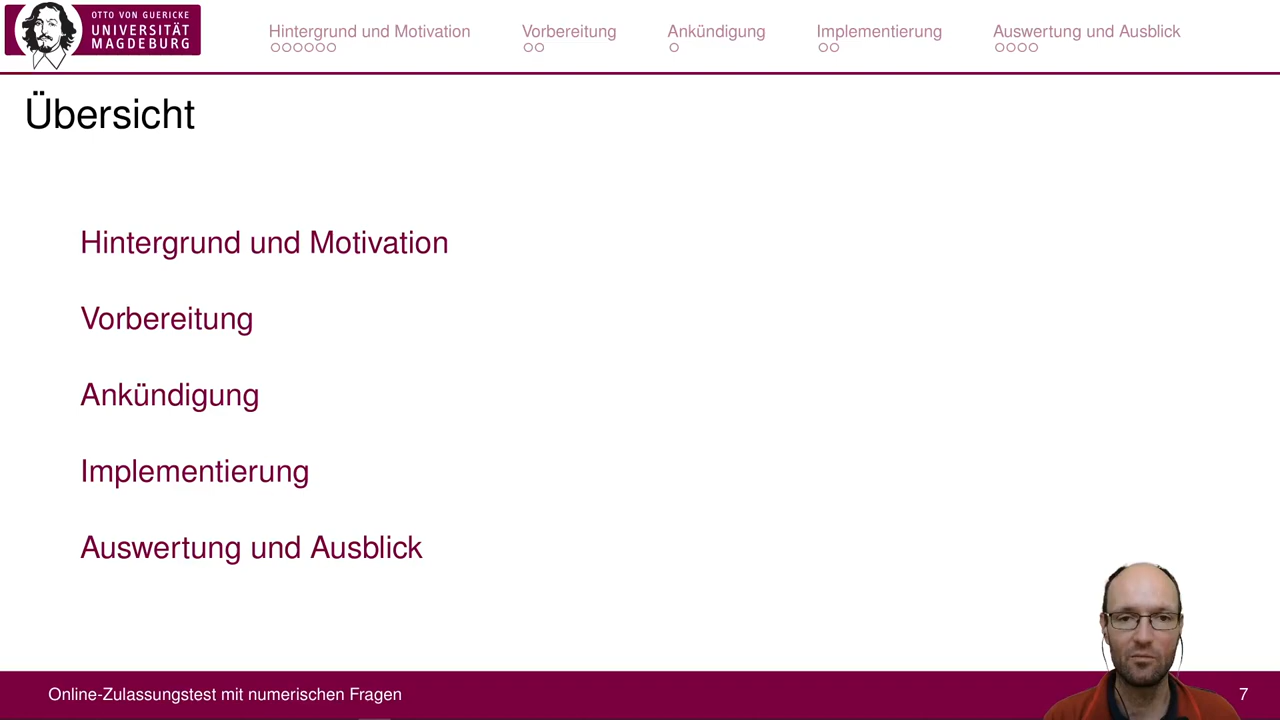 OTTO VON GUERICKE
UNIVERSITÄT
MAGDEBURG
Hintergrund und Motivation
Vorbereitung
Ankündigung
Implementierung
Auswertung und Ausblick
Übersicht
Hintergrund und Motivation
Vorbereitung
Ankündigung
Implementierung
Auswertung und Ausblick
Online-Zulassungstest mit numerischen Fragen
7